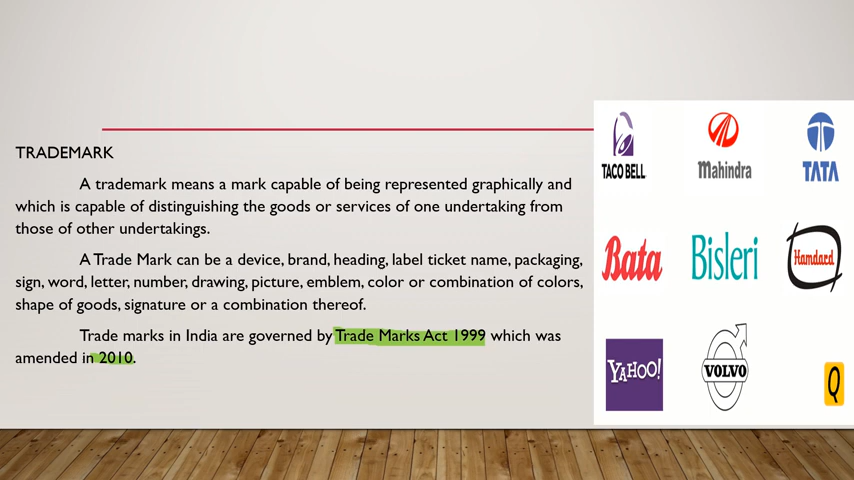 TRADEMARK
A trademark means a mark capable of being represented graphically and
which is capable of distinguishing the goods or services of one undertaking from
those of other undertakings.
A Trade Mark can be a device, brand, heading, label ticket name, packaging,
sign, word, letter, number, drawing, picture, emblem, color or combination of colors,
shape of goods, signature or a combination thereof.
Trade marks in India are governed by Trade Marks Act 1999 which was
amended in 2010.
TACO BELL
Mahindra
TATA
Bata
Bisleri
Hamdard
YAHOO!
VOLVO
Q